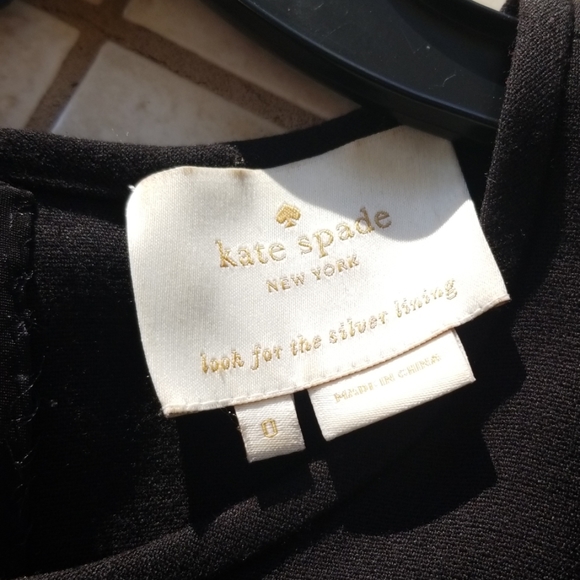 kate spade
NEW YORK
look for the silver lining
0
MADE IN CHINA